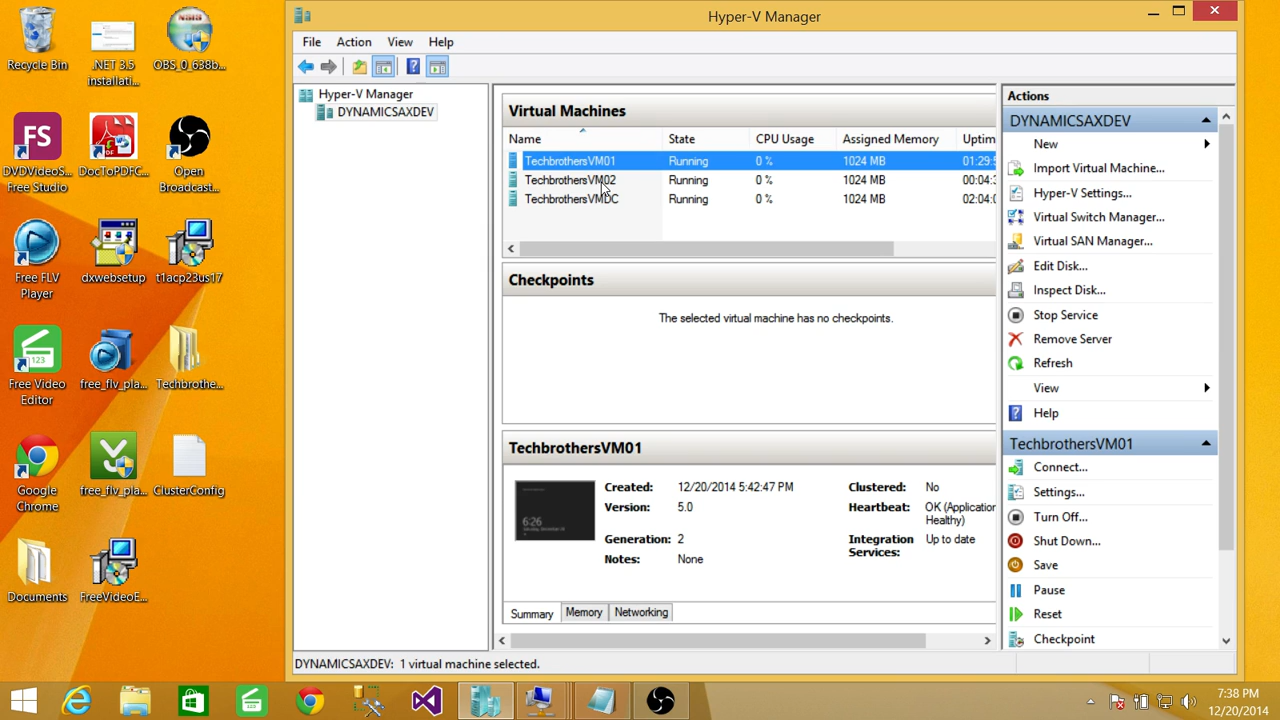 Recycle Bin
.NET 3.5
installati...
OBS_0_638b...
DVDVideoS...
Free Studio
DocToPDFC...
Open
Broadcast...
Free FLV
Player
dxwebsetup
t1acp23us17
Free Video
Editor
free_flv_pla...
Techbrothe...
Google
Chrome
free_flv_pla...
ClusterConfig
Documents
FreeVideoE...
Hyper-V Manager
File Action View Help
Hyper-V Manager
DYNAMICSAXDEV
Virtual Machines
Name State CPU Usage Assigned Memory Uptim
TechbrothersVM01 Running 0 % 1024 MB 01:29:5
TechbrothersVM02 Running 0 % 1024 MB 00:04:3
TechbrothersVMDC Running 0 % 1024 MB 02:04:0
Checkpoints
The selected virtual machine has no checkpoints.
TechbrothersVM01
6:26
Created: 12/20/2014 5:42:47 PM
Version: 5.0
Generation: 2
Notes: None
Clustered: No
Heartbeat: OK (Application
Healthy)
Integration Up to date
Services:
Summary Memory Networking
Actions
DYNAMICSAXDEV
New
Import Virtual Machine...
Hyper-V Settings...
Virtual Switch Manager...
Virtual SAN Manager...
Edit Disk...
Inspect Disk...
Stop Service
Remove Server
Refresh
View
Help
TechbrothersVM01
Connect...
Settings...
Turn Off...
Shut Down...
Save
Pause
Reset
Checkpoint
DYNAMICSAXDEV: 1 virtual machine selected.
7:38 PM
12/20/2014